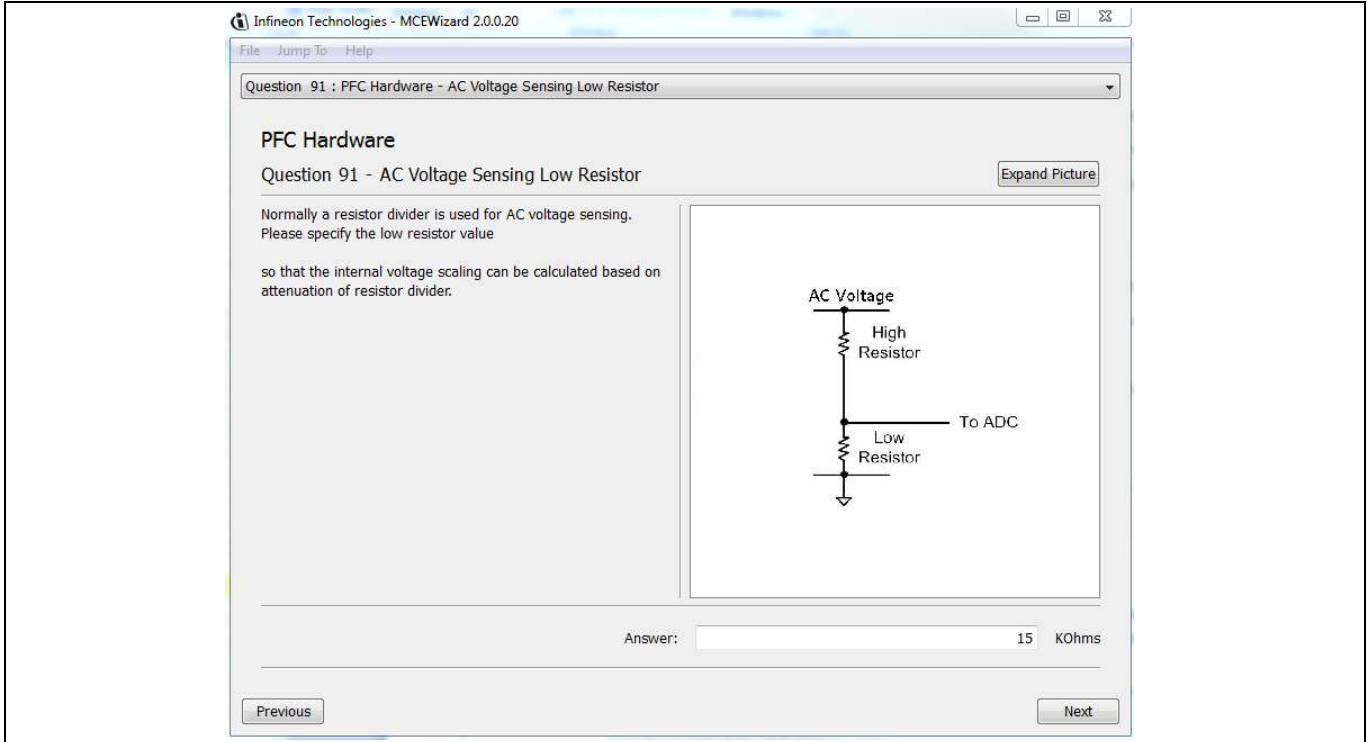 Infineon Technologies - MCEWizard 2.0.0.20
File Jump To Help
Question 91 : PFC Hardware - AC Voltage Sensing Low Resistor
PFC Hardware
Question 91 - AC Voltage Sensing Low Resistor
Expand Picture
Normally a resistor divider is used for AC voltage sensing.
Please specify the low resistor value
so that the internal voltage scaling can be calculated based on
attenuation of resistor divider.
AC Voltage
High
Resistor
To ADC
Low
Resistor
Answer: 15 KOhms
Previous Next